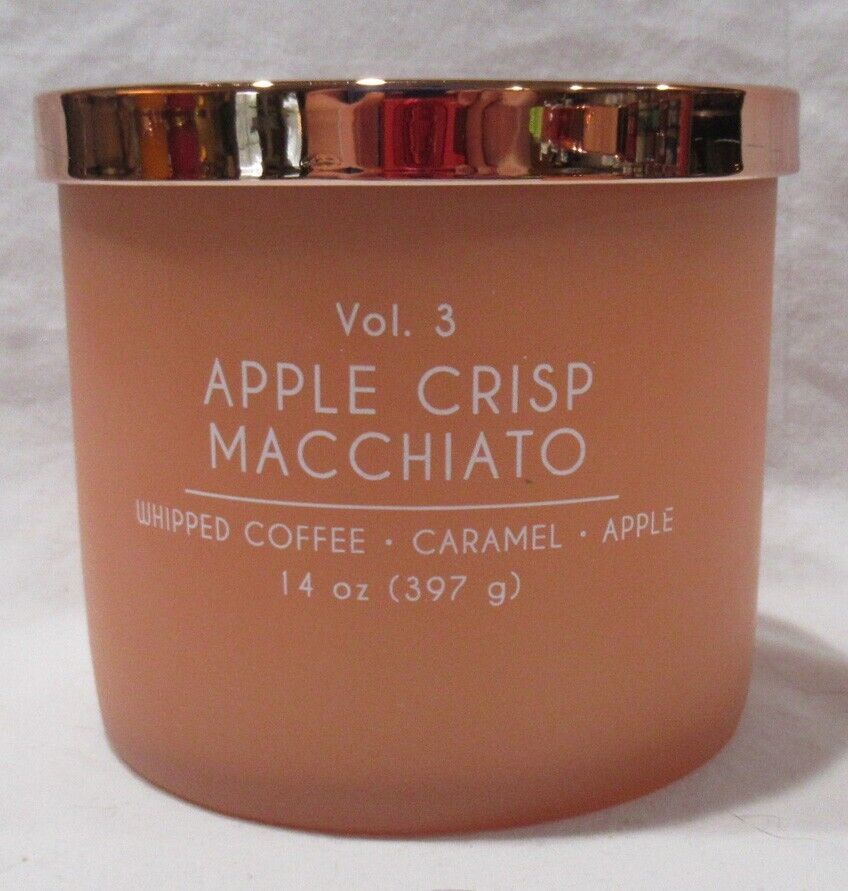 Vol. 3
APPLE CRISP
MACCHIATO
WHIPPED COFFEE • CARAMEL • APPLE
14 oz (397 g)